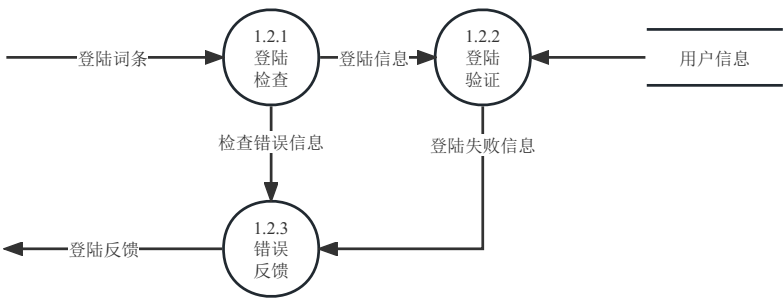 1.2.1
登陆
检查
1.2.2
登陆
验证
登陆词条
登陆信息
用户信息
检查错误信息
登陆失败信息
1.2.3
错误
反馈
登陆反馈